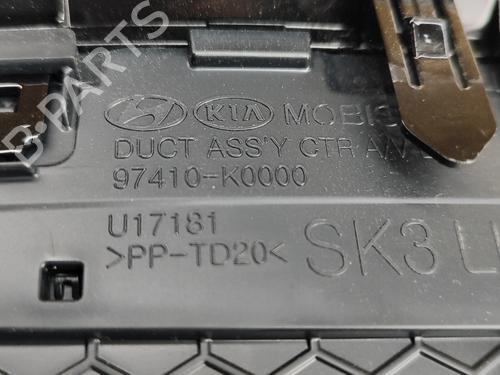 KIA MOBIS
DUCT ASS'Y CTR A
97410-K0000
U17181
>PP-TD20< SK3
B-PARTS